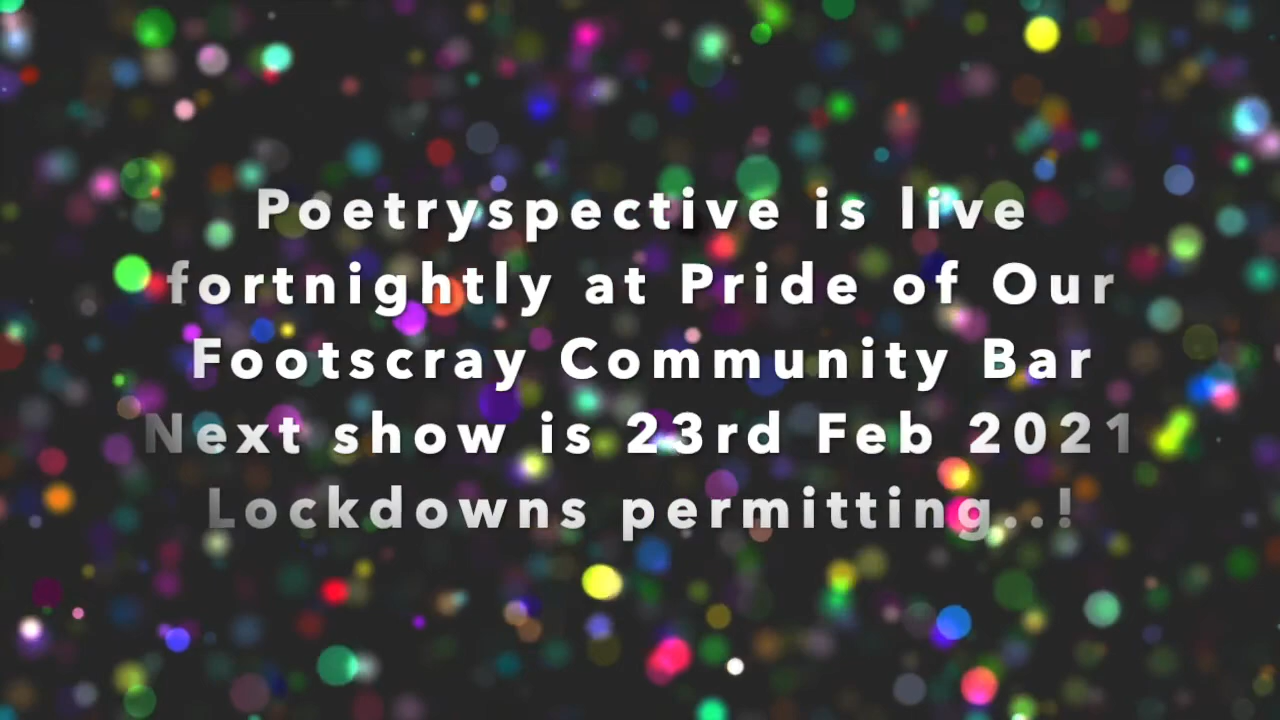 Poetryspective is live
fortnightly at Pride of Our
Footscray Community Bar
Next show is 23rd Feb 2021
Lockdowns permitting..!